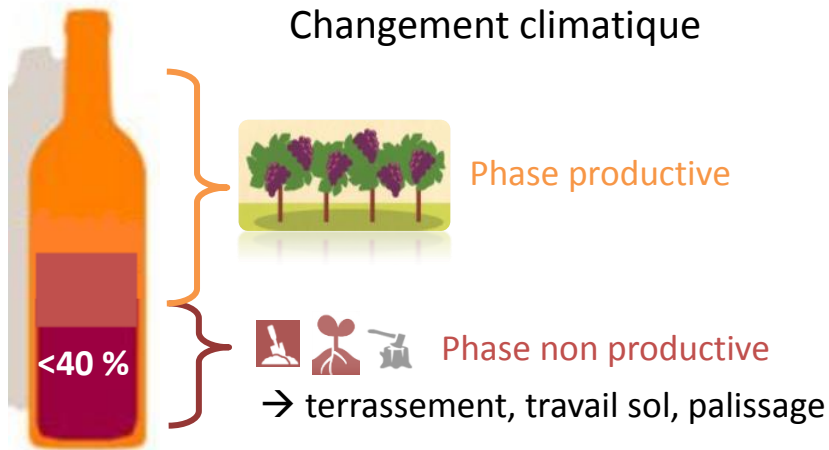 Changement climatique
Phase productive
<40 %
Phase non productive
→ terrassement, travail sol, palissage